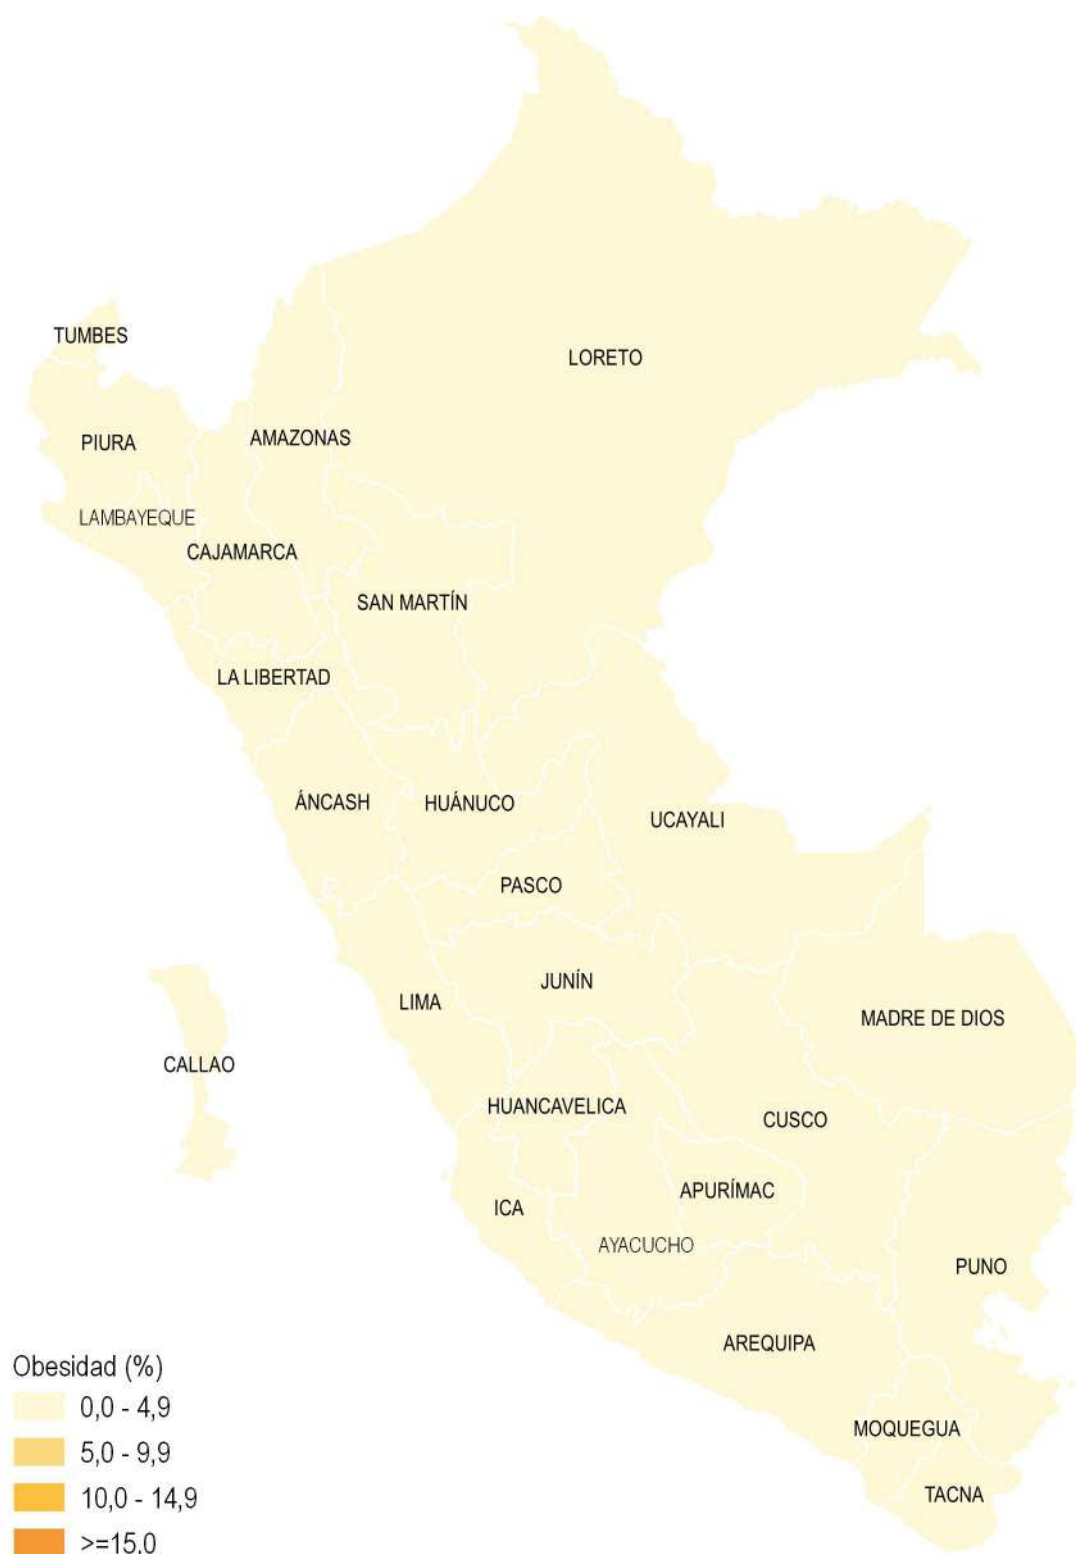 TUMBES
LORETO
PIURA
AMAZONAS
LAMBAYEQUE
CAJAMARCA
SAN MARTÍN
LA LIBERTAD
ÁNCASH
HUÁNUCO
UCAYALI
PASCO
JUNÍN
LIMA
MADRE DE DIOS
CALLAO
HUANCAVELICA
CUSCO
APURÍMAC
ICA
AYACUCHO
PUNO
AREQUIPA
MOQUEGUA
TACNA
Obesidad (%)
0,0 - 4,9
5,0 - 9,9
10,0 - 14,9
>=15,0